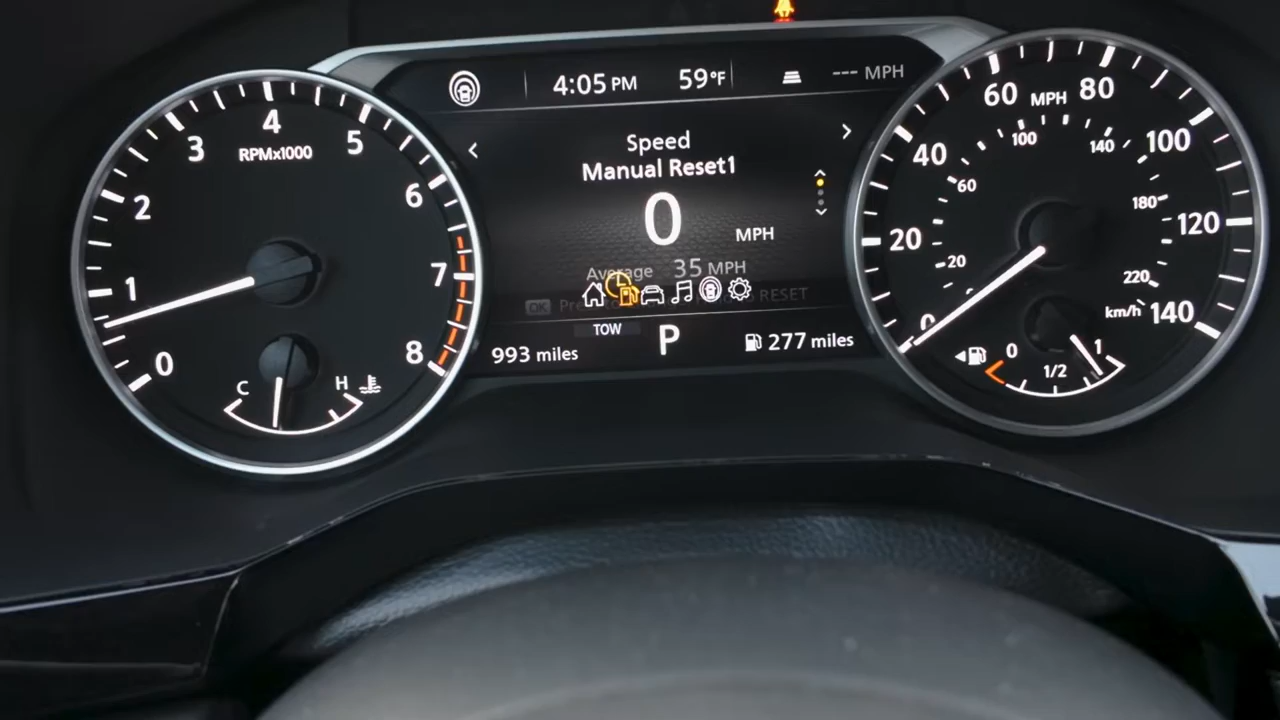 4:05 PM 59°F --- MPH
Speed
Manual Reset1
0 MPH
Average 35 MPH
OK RESET
TOW
993 miles P 277 miles
0 1 2 3 4 5 6 7 8
RPMx1000
C H
0 20 40 60 80 100 120 140
MPH
20 60 100 140 180 220
km/h
0 1/2 1